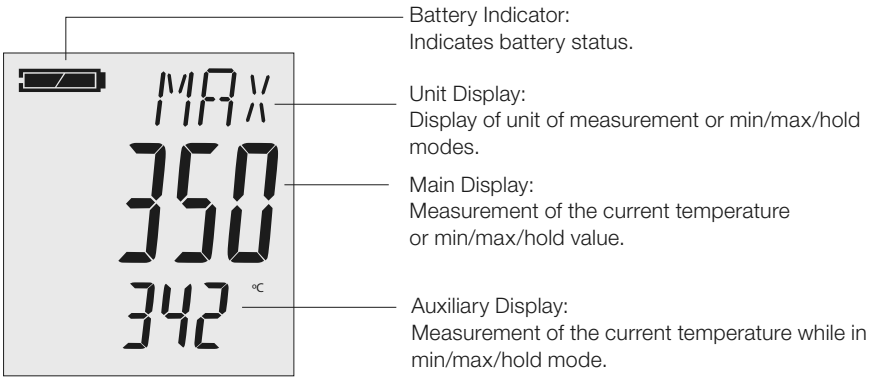 Battery Indicator:
Indicates battery status.
MAX
Unit Display:
Display of unit of measurement or min/max/hold
modes.
350
Main Display:
Measurement of the current temperature
or min/max/hold value.
342 °C
Auxiliary Display:
Measurement of the current temperature while in
min/max/hold mode.